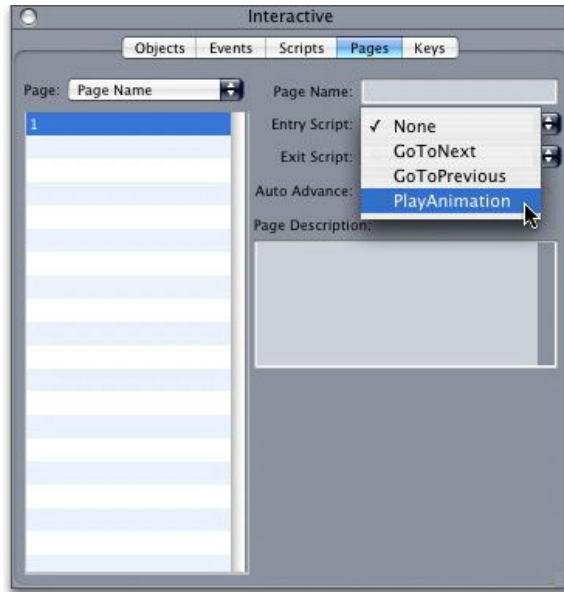 Interactive
Objects Events Scripts Pages Keys
Page: Page Name
1
Page Name:
Entry Script: ✓ None
GoToNext
Exit Script:
GoToPrevious
Auto Advance:
PlayAnimation
Page Description: